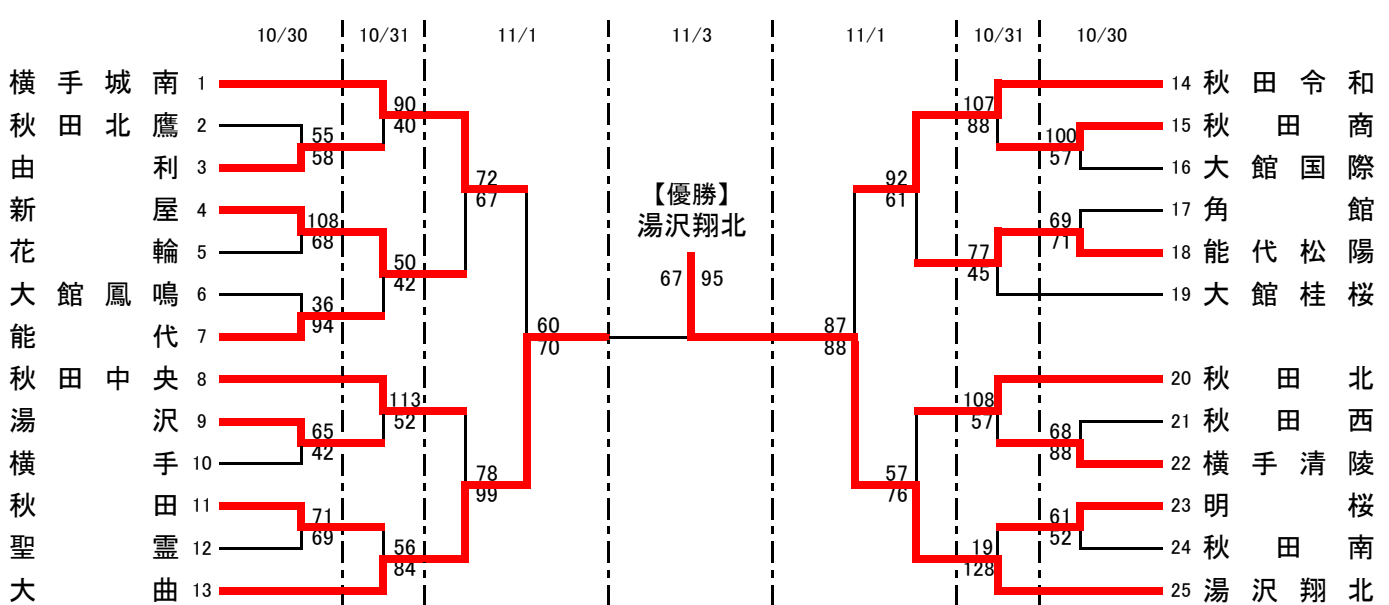 10/30 10/31 11/1 11/3 11/1 10/31 10/30
横手城南 1 14 秋田令和
90 107
秋田北鷹 2 40 88 15 秋田商
55 100
58 57
由利 3 16 大館国際
72 【優勝】 92
67 61
新屋 4 湯沢翔北 17 角館
108 69
68 71
花輪 5 18 能代松陽
50 67 95 77
42 45
大館鳳鳴 6 19 大館桂桜
36
94
能代 7
60 87
70 88
秋田中央 8 20 秋田北
113 108
52 57
湯沢 9 21 秋田西
65 68
42 88
横手 10 22 横手清陵
78 57
99 76
秋田 11 23 明桜
71 61
69 52
聖霊 12 24 秋田南
56 19
84 128
大曲 13 25 湯沢翔北